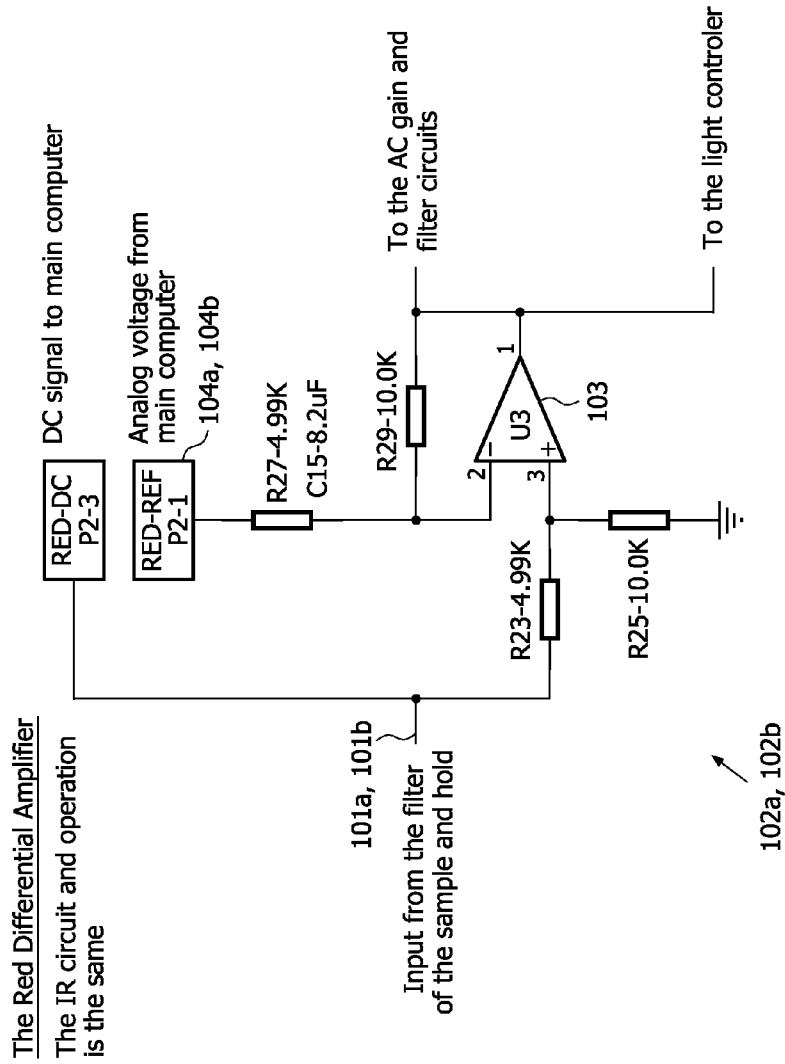 The Red Differential Amplifier
The IR circuit and operation
is the same
RED-DC
P2-3
DC signal to main computer
RED-REF
P2-1
Analog voltage from
main computer
104a, 104b
R27-4.99K
C15-8.2uF
101a, 101b
Input from the filter
of the sample and hold
R29-10.0K
To the AC gain and
filter circuits
R23-4.99K
2
3
−
+
U3
1
103
R25-10.0K
To the light controler
102a, 102b